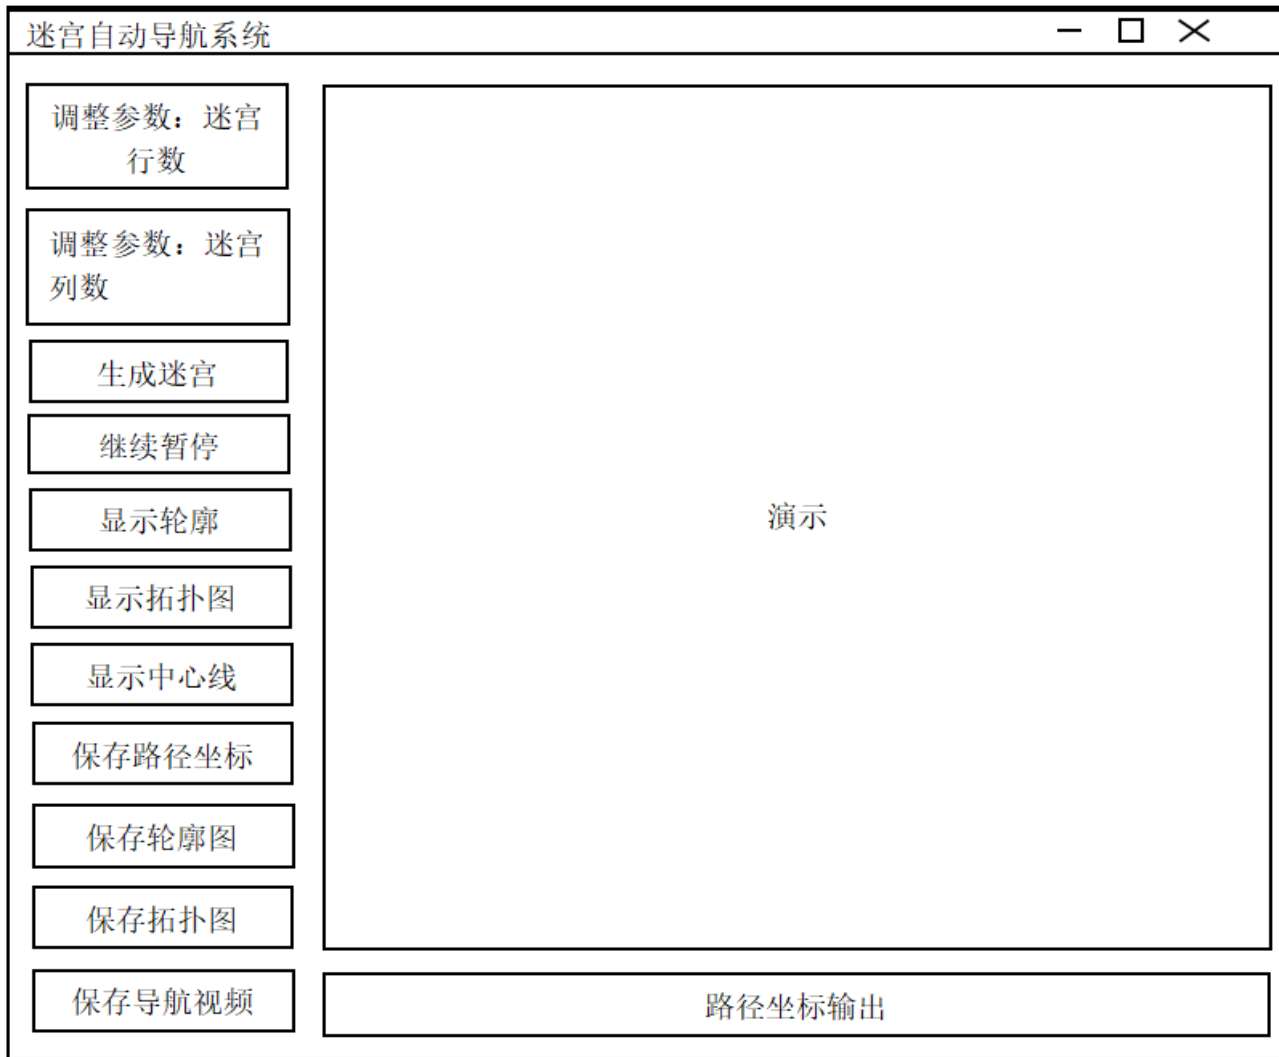 迷宫自动导航系统
调整参数：迷宫
行数
调整参数：迷宫
列数
生成迷宫
继续暂停
显示轮廓
显示拓扑图
显示中心线
保存路径坐标
保存轮廓图
保存拓扑图
保存导航视频
演示
路径坐标输出